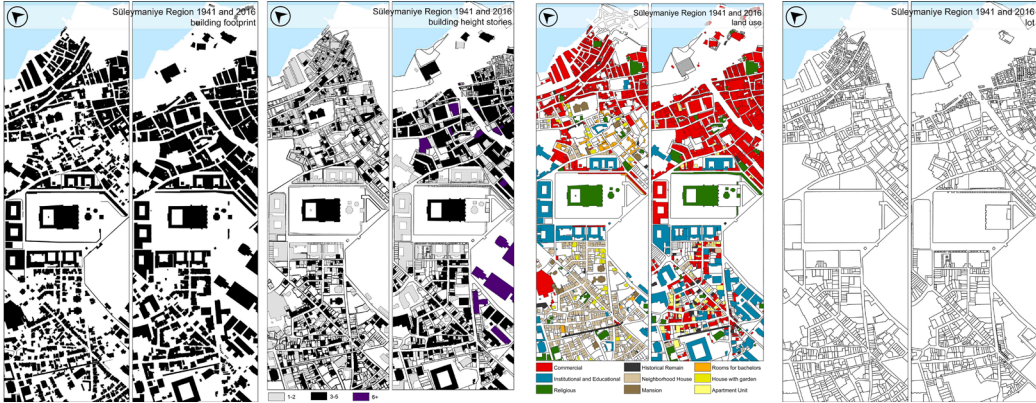 Süleymaniye Region 1941 and 2016
building footprint
Süleymaniye Region 1941 and 2016
building height stories
1-2
3-5
6+
Süleymaniye Region 1941 and 2016
land use
Commercial
Historical Remain
Rooms for bachelors
Institutional and Educational
Neighborhood House
House with garden
Religious
Mansion
Apartment Unit
Süleymaniye Region 1941 and 2016
lot